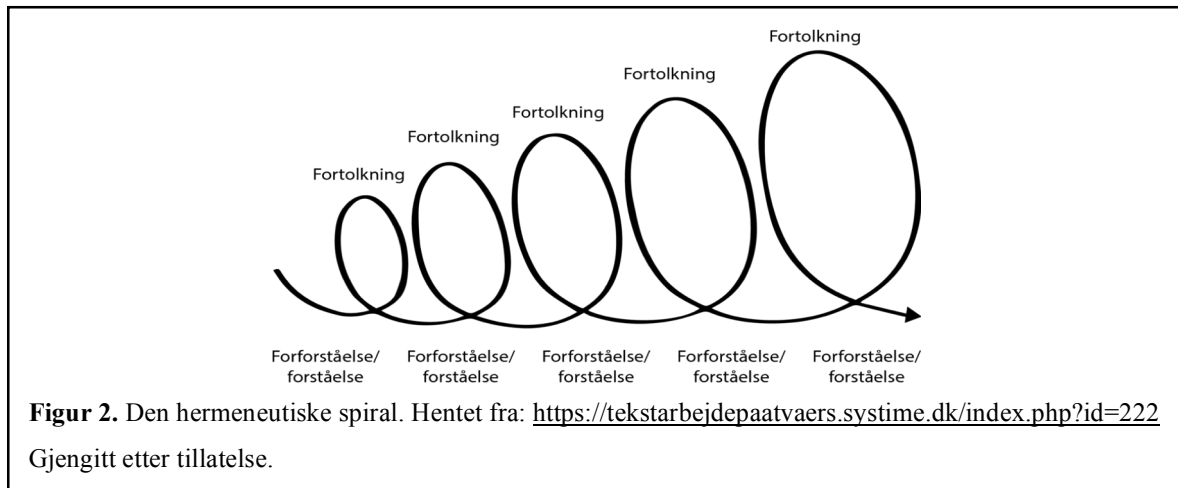 Fortolkning
Fortolkning
Fortolkning
Fortolkning
Fortolkning
Forforståelse/ Forforståelse/ Forforståelse/ Forforståelse/ Forforståelse/
forståelse forståelse forståelse forståelse forståelse
Figur 2. Den hermeneutiske spiral. Hentet fra: https://tekstarbejdepaatvaers.systime.dk/index.php?id=222
Gjengitt etter tillatelse.